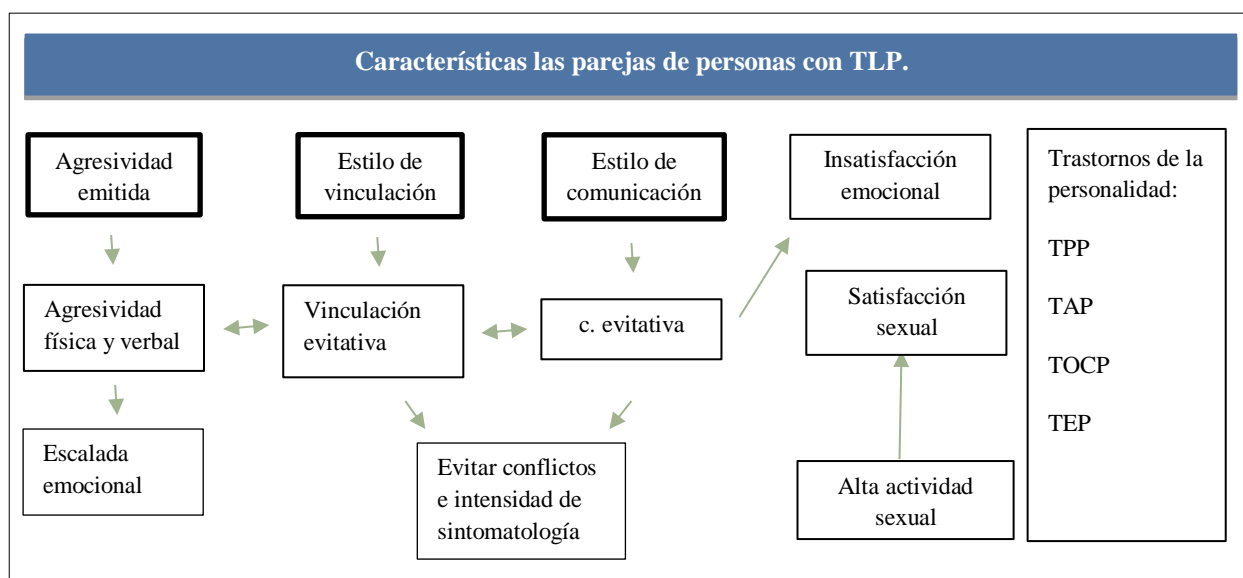 Características las parejas de personas con TLP.
Agresividad
emitida
Estilo de
vinculación
Estilo de
comunicación
Insatisfacción
emocional
Trastornos de la
personalidad:
TPP
TAP
TOCP
TEP
Agresividad
física y verbal
Vinculación
evitativa
c. evitativa
Satisfacción
sexual
Escalada
emocional
Evitar conflictos
e intensidad de
sintomatología
Alta actividad
sexual